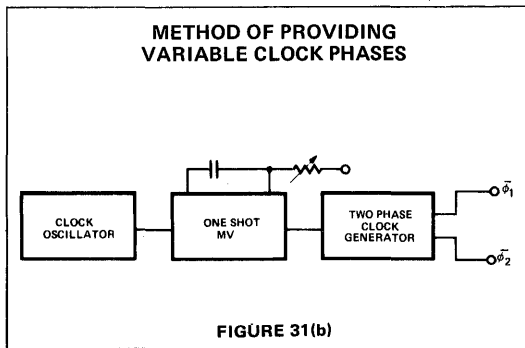 METHOD OF PROVIDING
VARIABLE CLOCK PHASES
CLOCK
OSCILLATOR
ONE SHOT
MV
TWO PHASE
CLOCK
GENERATOR
φ̄1
φ̄2
FIGURE 31(b)